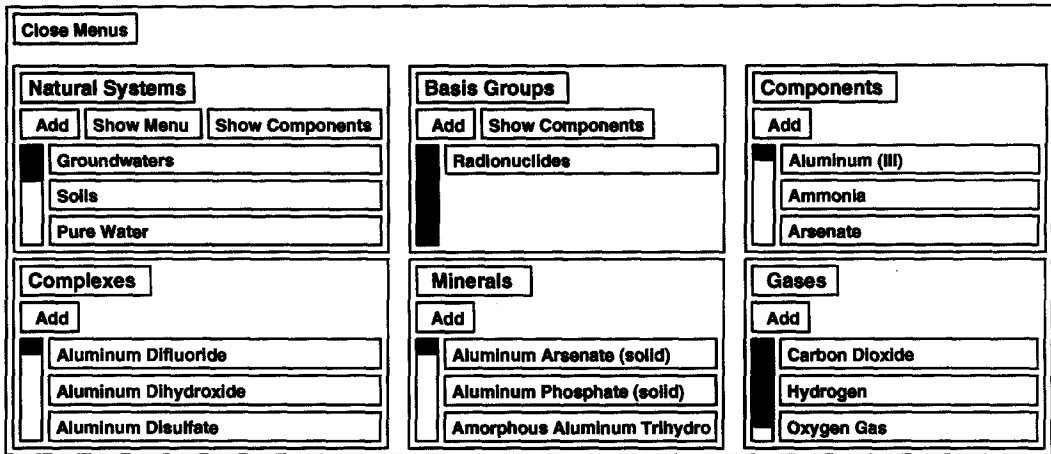 Close Menus
Natural Systems
Add Show Menu Show Components
Groundwaters
Soils
Pure Water
Basis Groups
Add Show Components
Radionuclides
Components
Add
Aluminum (III)
Ammonia
Arsenate
Complexes
Add
Aluminum Difluoride
Aluminum Dihydroxide
Aluminum Disulfate
Minerals
Add
Aluminum Arsenate (solid)
Aluminum Phosphate (solid)
Amorphous Aluminum Trihydro
Gases
Add
Carbon Dioxide
Hydrogen
Oxygen Gas